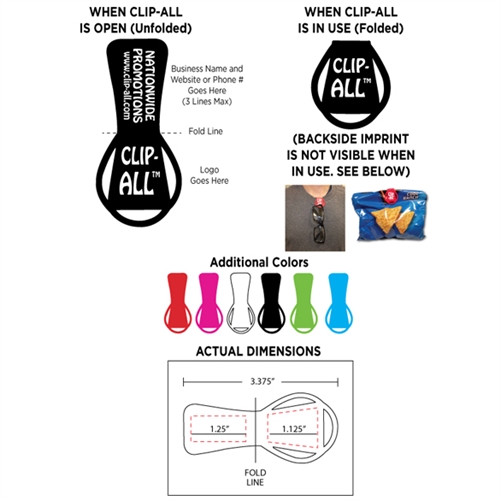 WHEN CLIP-ALL
IS OPEN (Unfolded)
NATIONWIDE
PROMOTIONS
www.clip-all.com
Business Name and
Website or Phone #
Goes Here
(3 Lines Max)
Fold Line
CLIP-
ALL™
Logo
Goes Here
WHEN CLIP-ALL
IS IN USE (Folded)
CLIP-
ALL™
(BACKSIDE IMPRINT
IS NOT VISIBLE WHEN
IN USE. SEE BELOW)
Additional Colors
ACTUAL DIMENSIONS
3.375"
1.25"
1.125"
FOLD
LINE